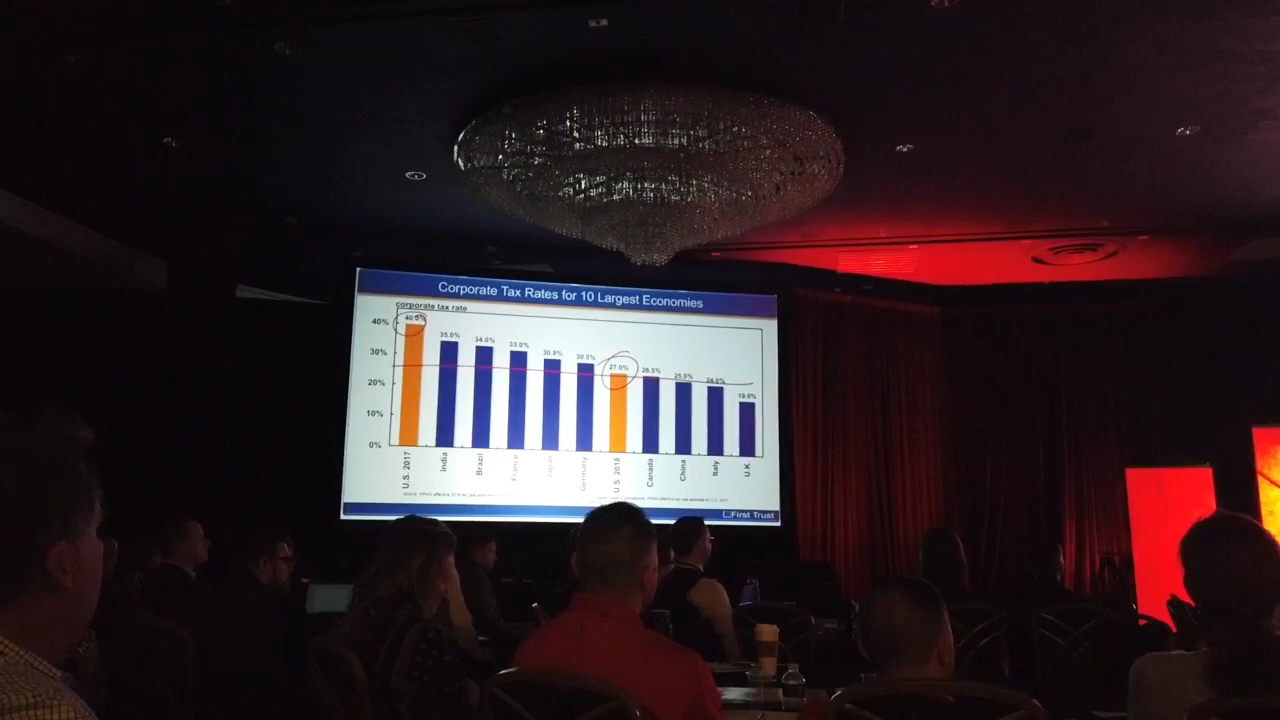 Corporate Tax Rates for 10 Largest Economies
corporate tax rate
40% 30% 20% 10% 0%
40.0% 35.0% 34.0% 33.0% 30.9% 30.0% 27.0% 26.5% 25.0% 24.0% 19.0%
U.S. 2017 India Brazil France Japan Germany U.S. 2018 Canada China Italy U.K.
First Trust